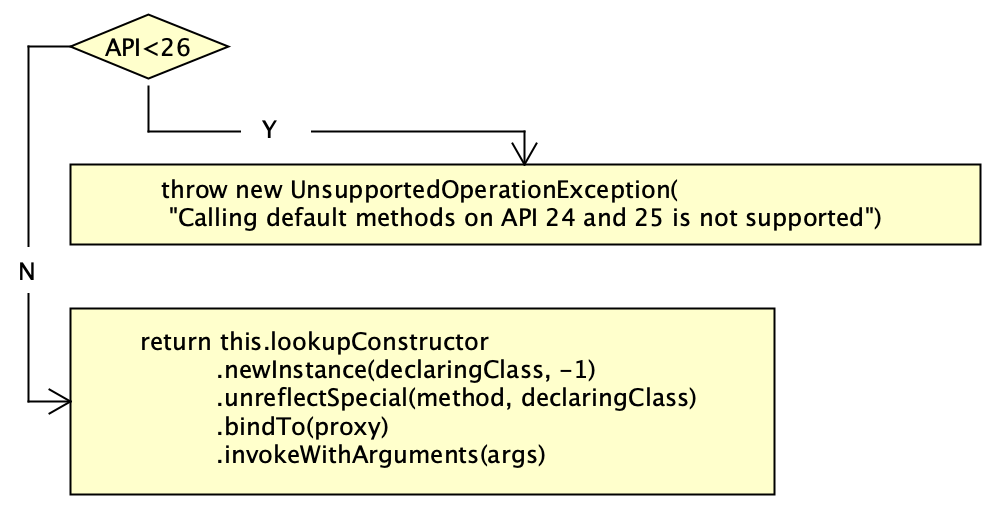 API<26
Y
throw new UnsupportedOperationException(
"Calling default methods on API 24 and 25 is not supported")
N
return this.lookupConstructor
.newInstance(declaringClass, -1)
.unreflectSpecial(method, declaringClass)
.bindTo(proxy)
.invokeWithArguments(args)